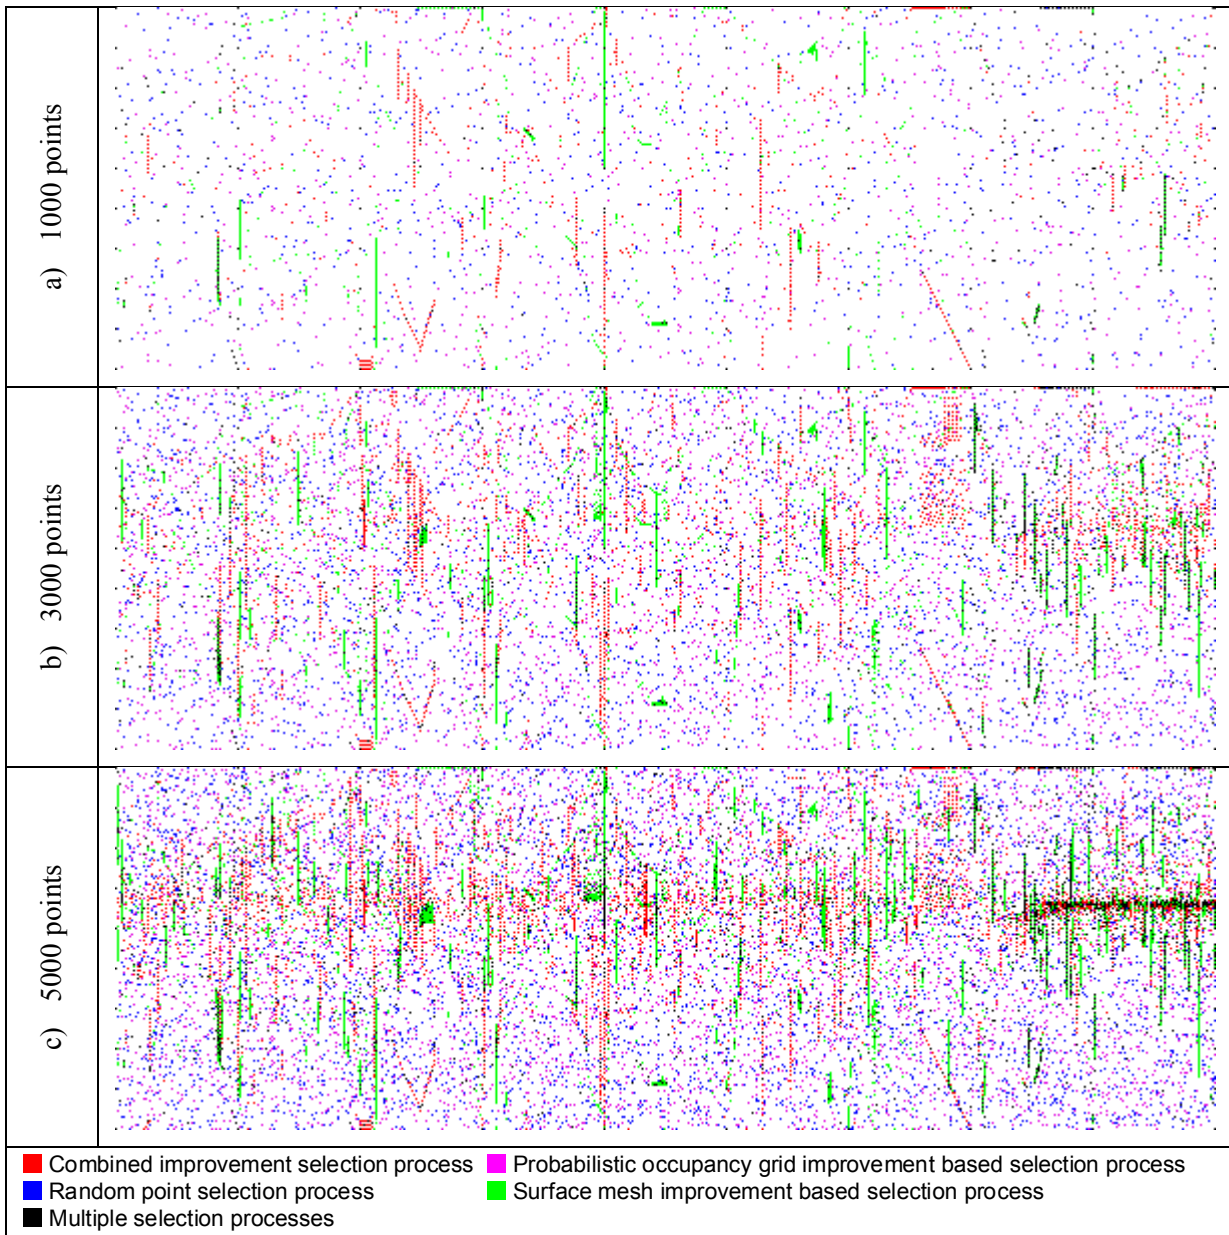 a) 1000 points
b) 3000 points
c) 5000 points
Combined improvement selection process
Probabilistic occupancy grid improvement based selection process
Random point selection process
Surface mesh improvement based selection process
Multiple selection processes